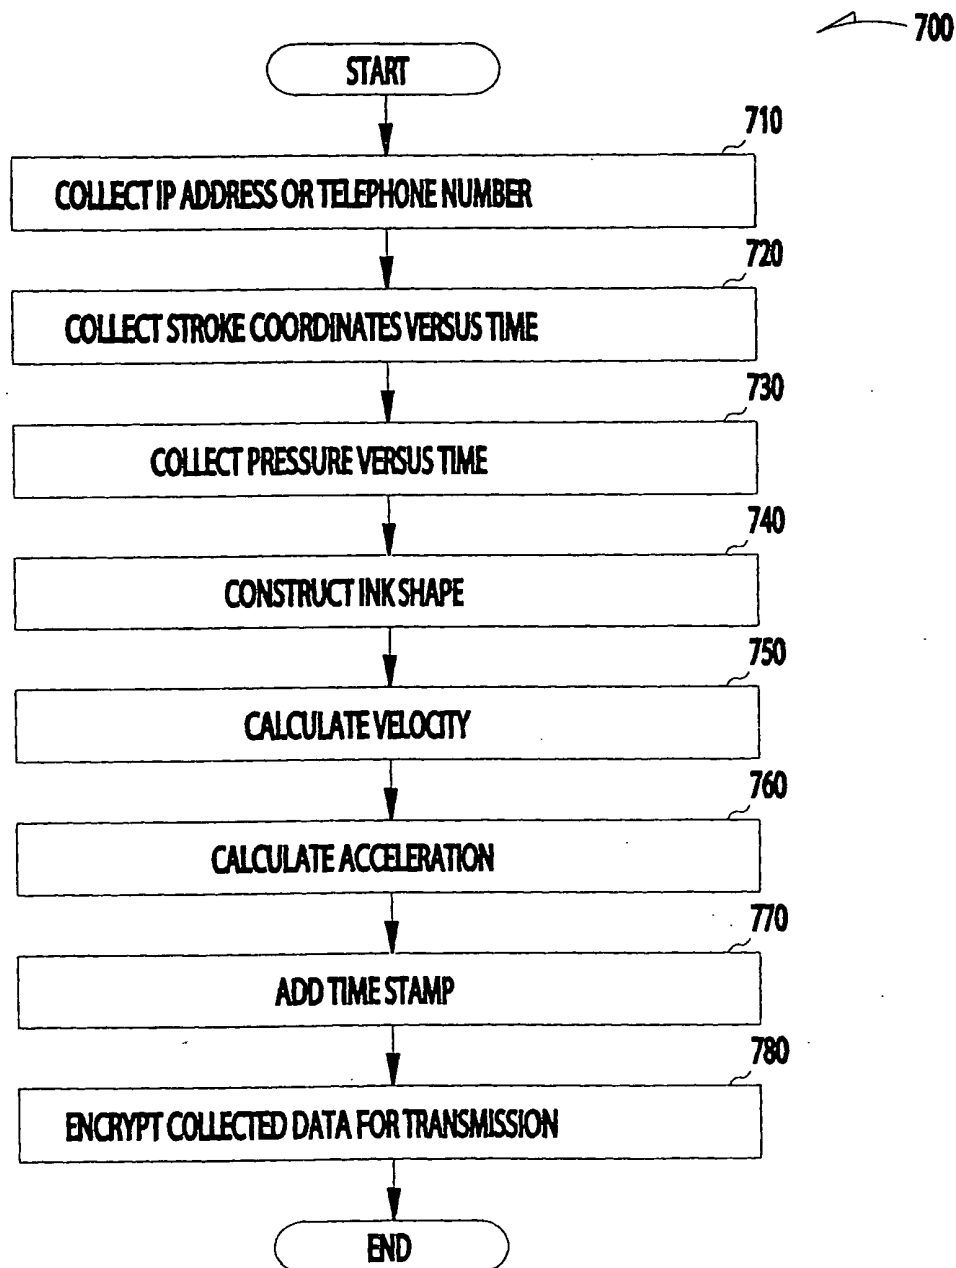 700
START
710
COLLECT IP ADDRESS OR TELEPHONE NUMBER
720
COLLECT STROKE COORDINATES VERSUS TIME
730
COLLECT PRESSURE VERSUS TIME
740
CONSTRUCT INK SHAPE
750
CALCULATE VELOCITY
760
CALCULATE ACCELERATION
770
ADD TIME STAMP
780
ENCRYPT COLLECTED DATA FOR TRANSMISSION
END